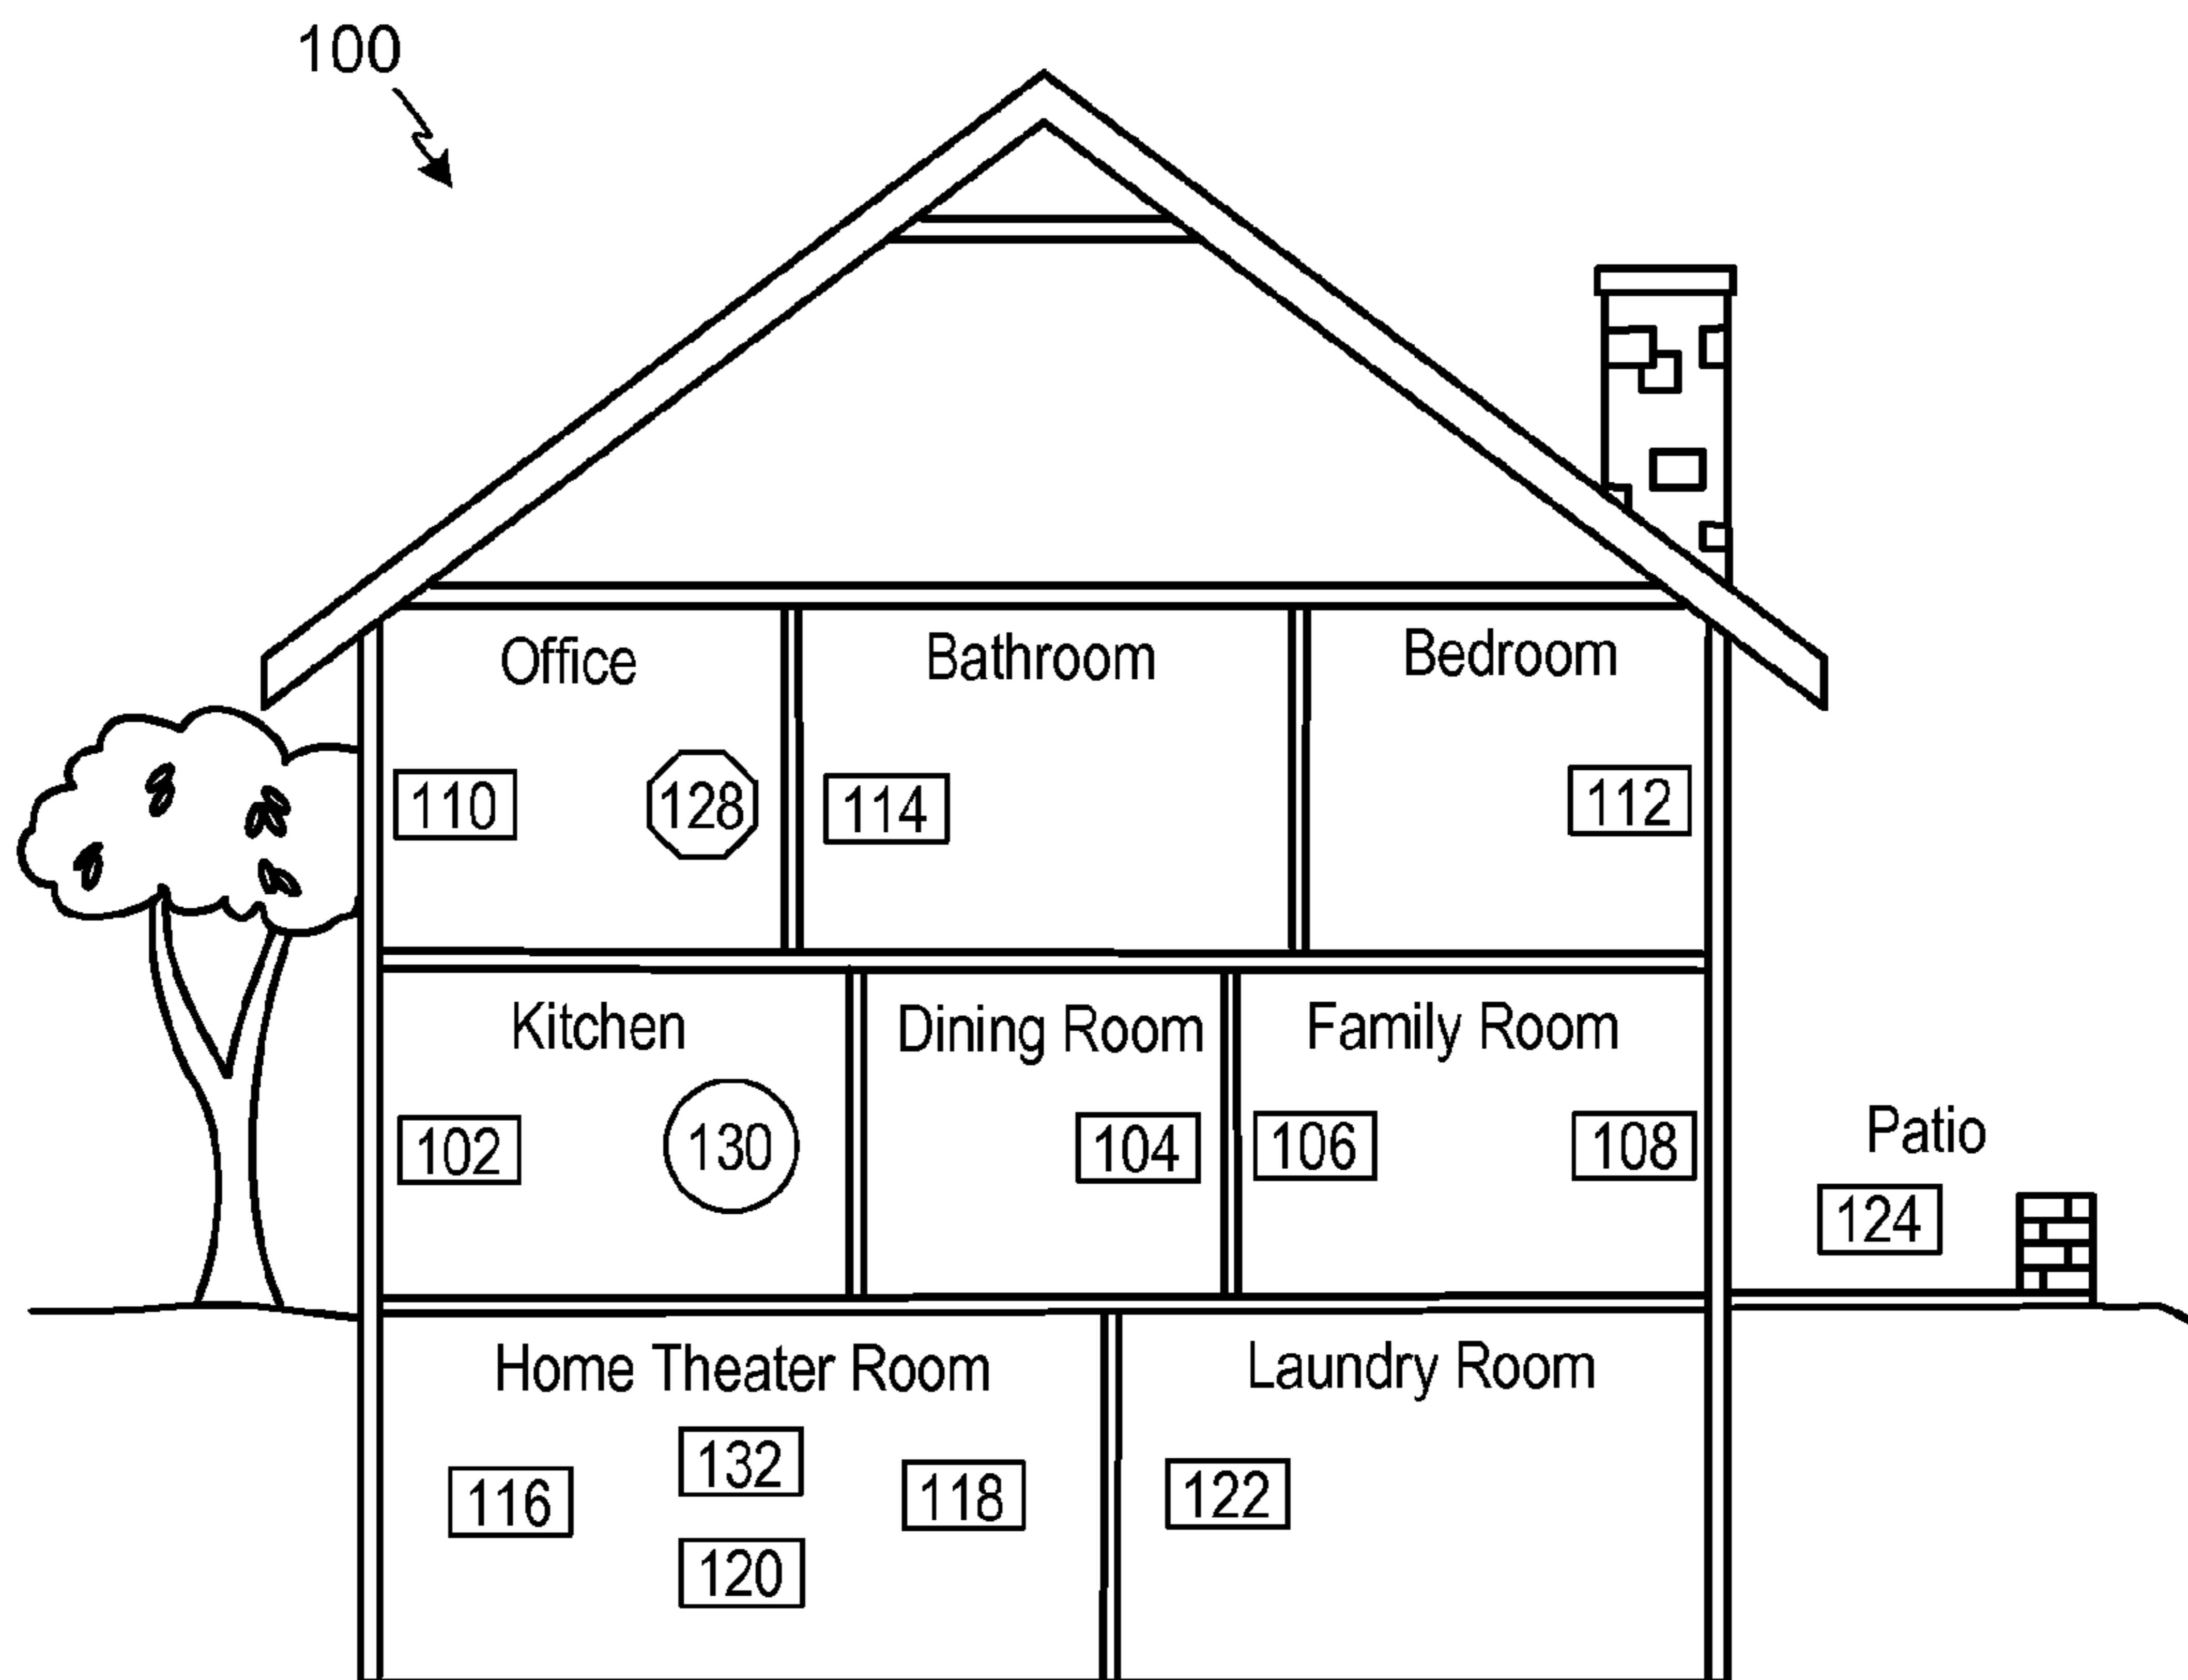 100
Office
Bathroom
Bedroom
110
128
114
112
Kitchen
Dining Room
Family Room
102
130
104
106
108
Patio
124
Home Theater Room
Laundry Room
116
132
118
122
120